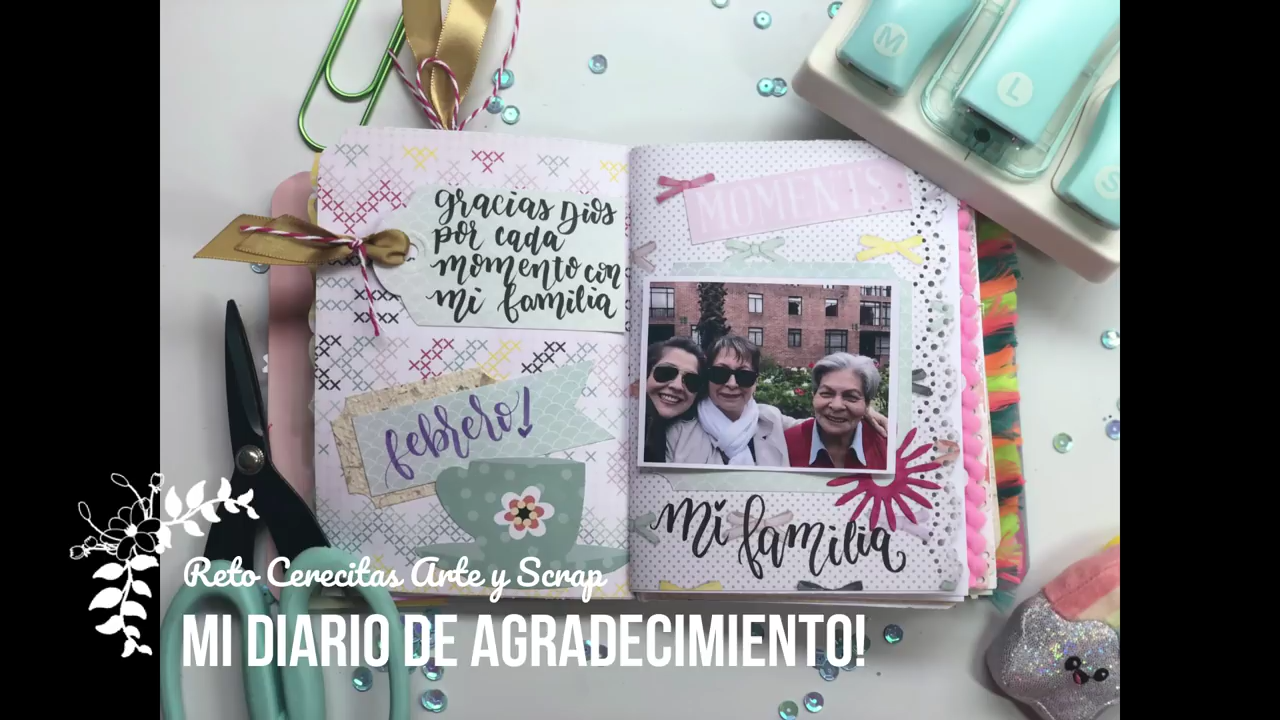 M
L
S
gracias Dios
por cada
momento con
mi familia
MOMENTS
febrero!
mi familia
Reto Cerecitas Arte y Scrap
MI DIARIO DE AGRADECIMIENTO!